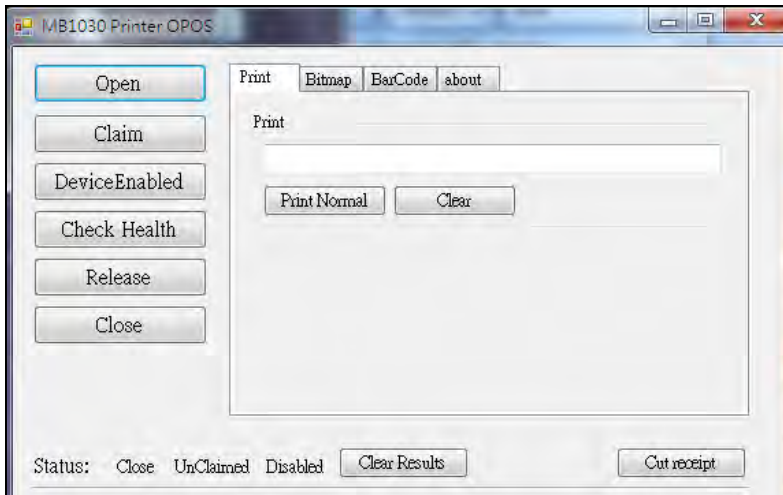 MB1030 Printer OPOS
Open
Claim
DeviceEnabled
Check Health
Release
Close
Print Bitmap BarCode about
Print
Print Normal Clear
Status: Close UnClaimed Disabled Clear Results Cut receipt